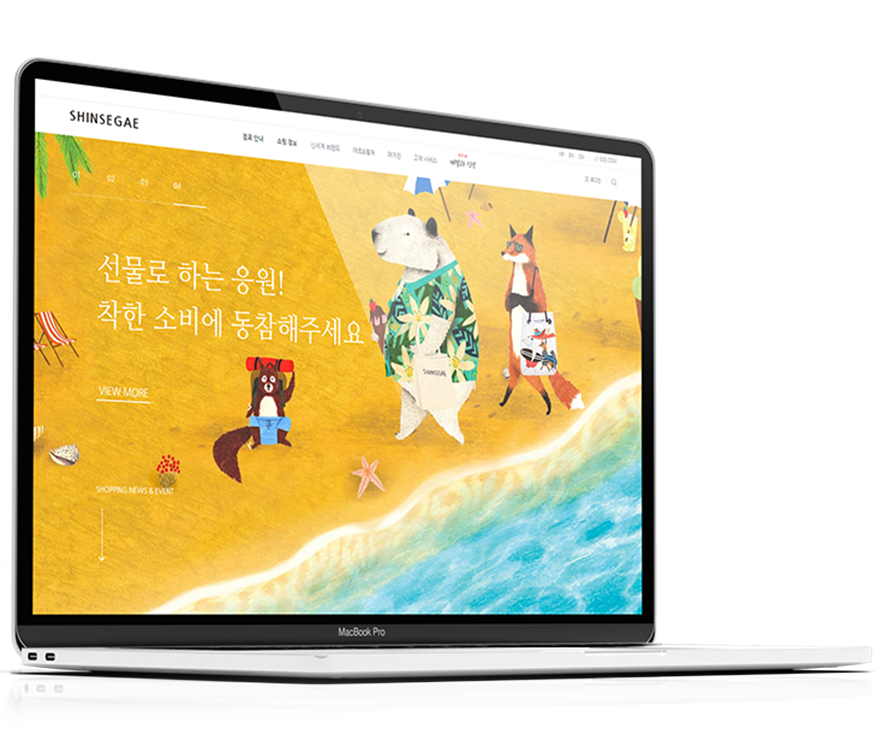 SHINSEGAE
점포 안내 쇼핑 정보 신세계 브랜드 아트&컬처 매거진 고객 서비스
KR EN CN // SSG.COM
로그인
01 02 03 04
선물로 하는 응원!
착한 소비에 동참해주세요
VIEW MORE
SHINSEGAE
SHOPPING NEWS & EVENT
MacBook Pro